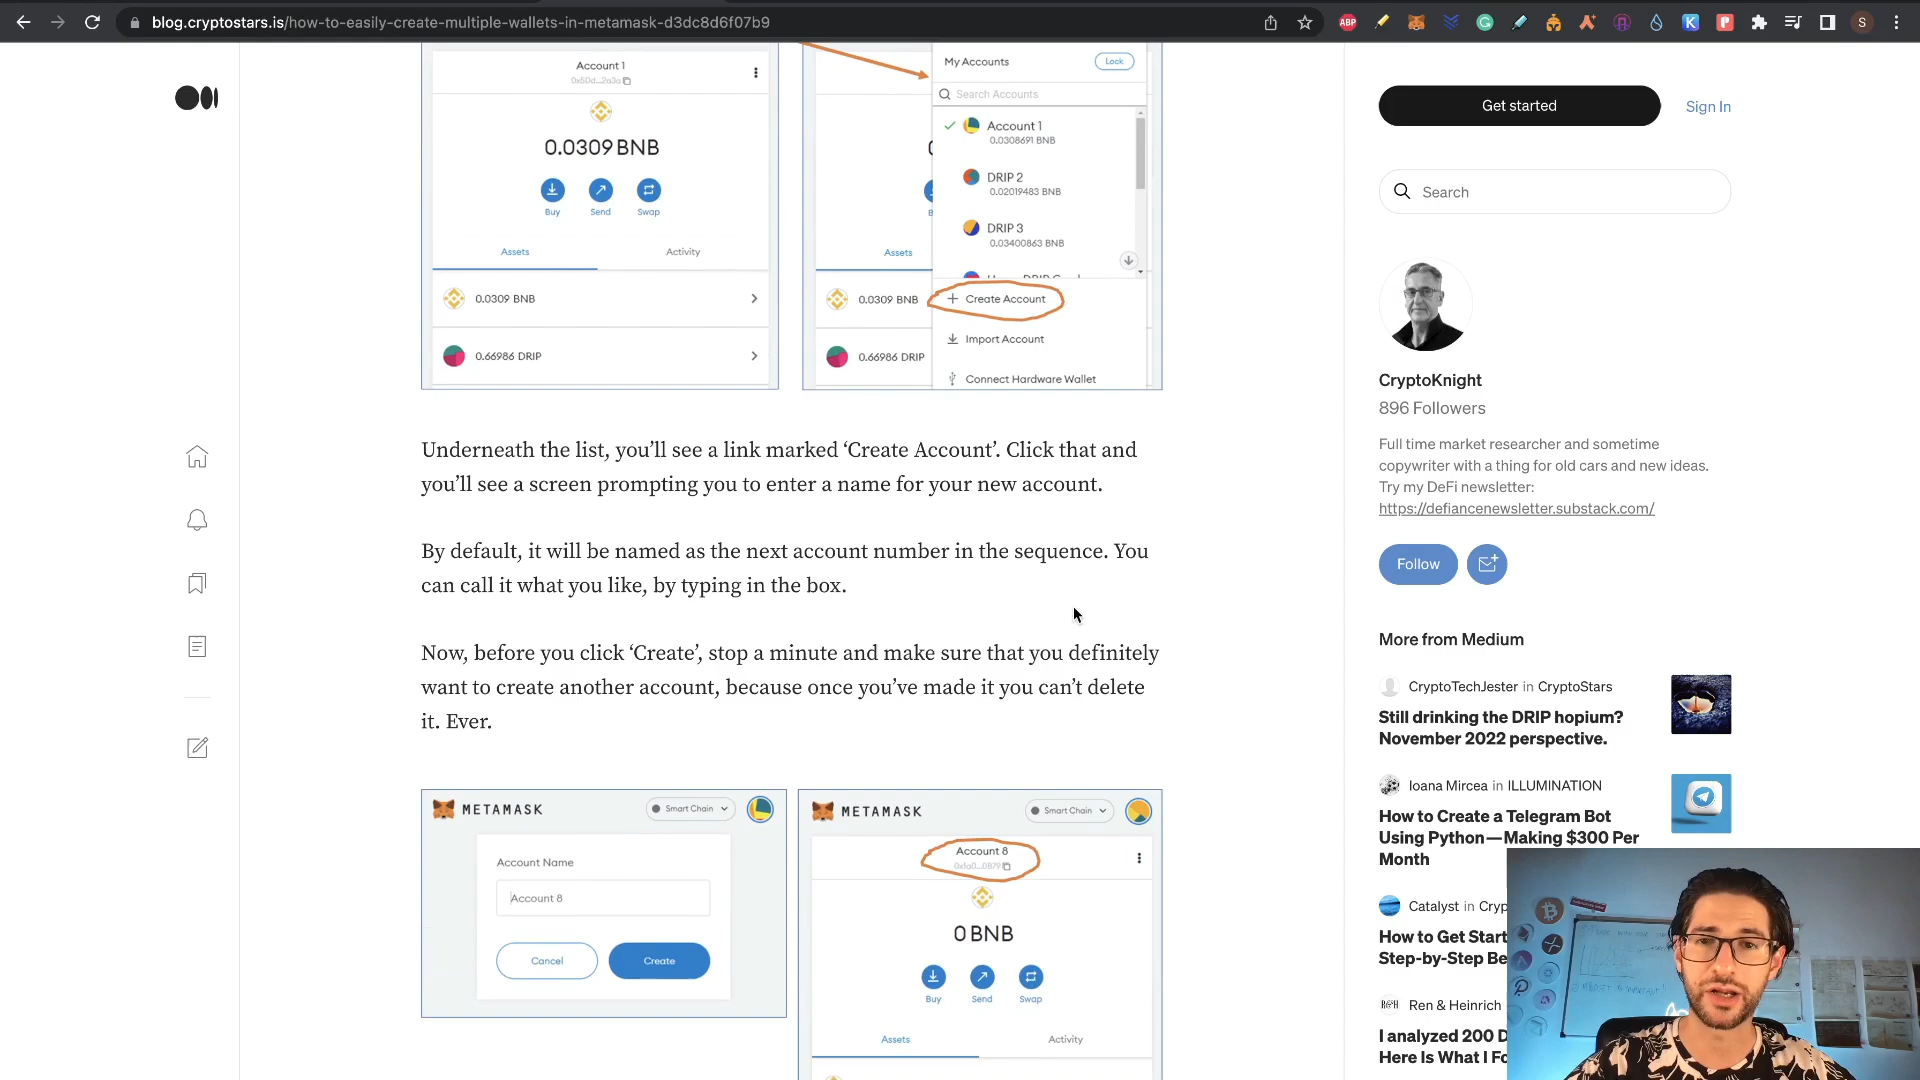 blog.cryptostars.is/how-to-easily-create-multiple-wallets-in-metamask-d3dc8d6f07b9
ABP
S
Account 1
0x50d...2a3a
0.0309 BNB
Buy
Send
Swap
Assets
Activity
0.0309 BNB
0.66986 DRIP
My Accounts
Lock
Search Accounts
Account 1
0.0308691 BNB
DRIP 2
0.02019483 BNB
DRIP 3
0.03400863 BNB
Assets
0.0309 BNB
0.66986 DRIP
Create Account
Import Account
Connect Hardware Wallet
Underneath the list, you’ll see a link marked ‘Create Account’. Click that and
you’ll see a screen prompting you to enter a name for your new account.
By default, it will be named as the next account number in the sequence. You
can call it what you like, by typing in the box.
Now, before you click ‘Create’, stop a minute and make sure that you definitely
want to create another account, because once you’ve made it you can’t delete
it. Ever.
METAMASK
Smart Chain
Account Name
Account 8
Cancel
Create
METAMASK
Smart Chain
Account 8
0 BNB
Buy
Send
Swap
Assets
Activity
Get started
Sign In
Search
CryptoKnight
896 Followers
Full time market researcher and sometime
copywriter with a thing for old cars and new ideas.
Try my DeFi newsletter:
https://defiancenewsletter.substack.com/
Follow
More from Medium
CryptoTechJester in CryptoStars
Still drinking the DRIP hopium?
November 2022 perspective.
Ioana Mircea in ILLUMINATION
How to Create a Telegram Bot
Using Python—Making $300 Per
Month
Catalyst in Cryp
How to Get Start
Step-by-Step Be
Ren & Heinrich
I analyzed 200 D
Here Is What I Fo